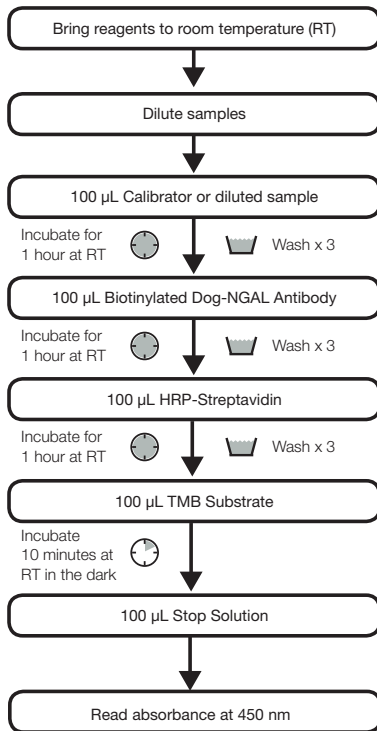 Bring reagents to room temperature (RT)
Dilute samples
100 µL Calibrator or diluted sample
Incubate for
1 hour at RT
Wash x 3
100 µL Biotinylated Dog-NGAL Antibody
Incubate for
1 hour at RT
Wash x 3
100 µL HRP-Streptavidin
Incubate for
1 hour at RT
Wash x 3
100 µL TMB Substrate
Incubate
10 minutes at
RT in the dark
100 µL Stop Solution
Read absorbance at 450 nm